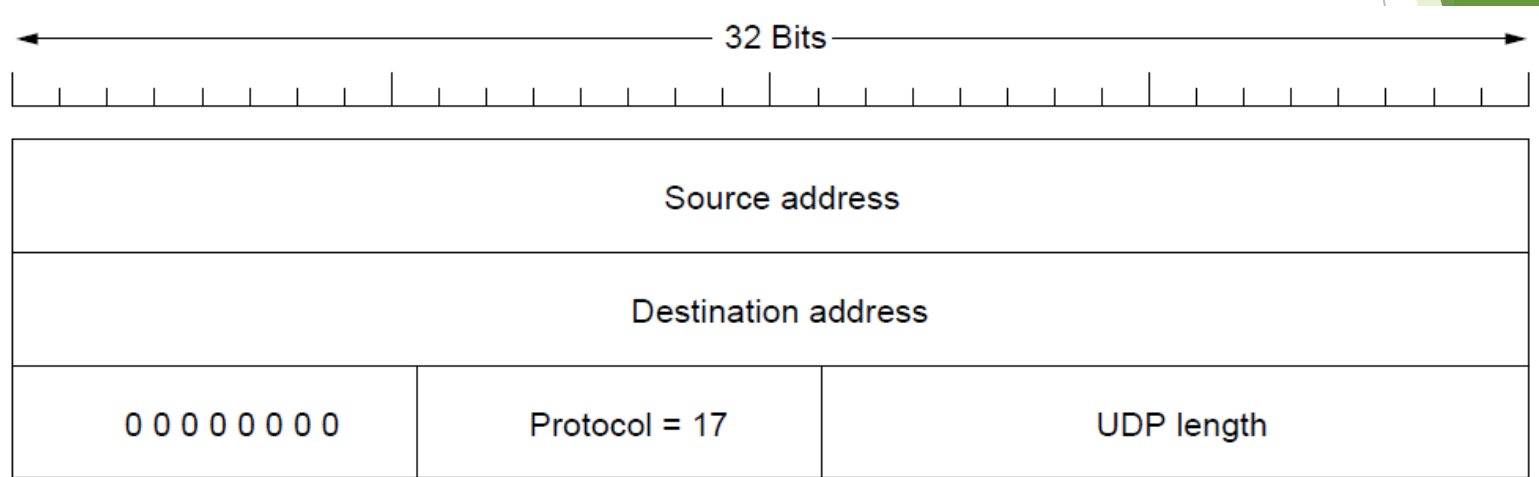 32 Bits
Source address
Destination address
0 0 0 0 0 0 0 0 Protocol = 17 UDP length